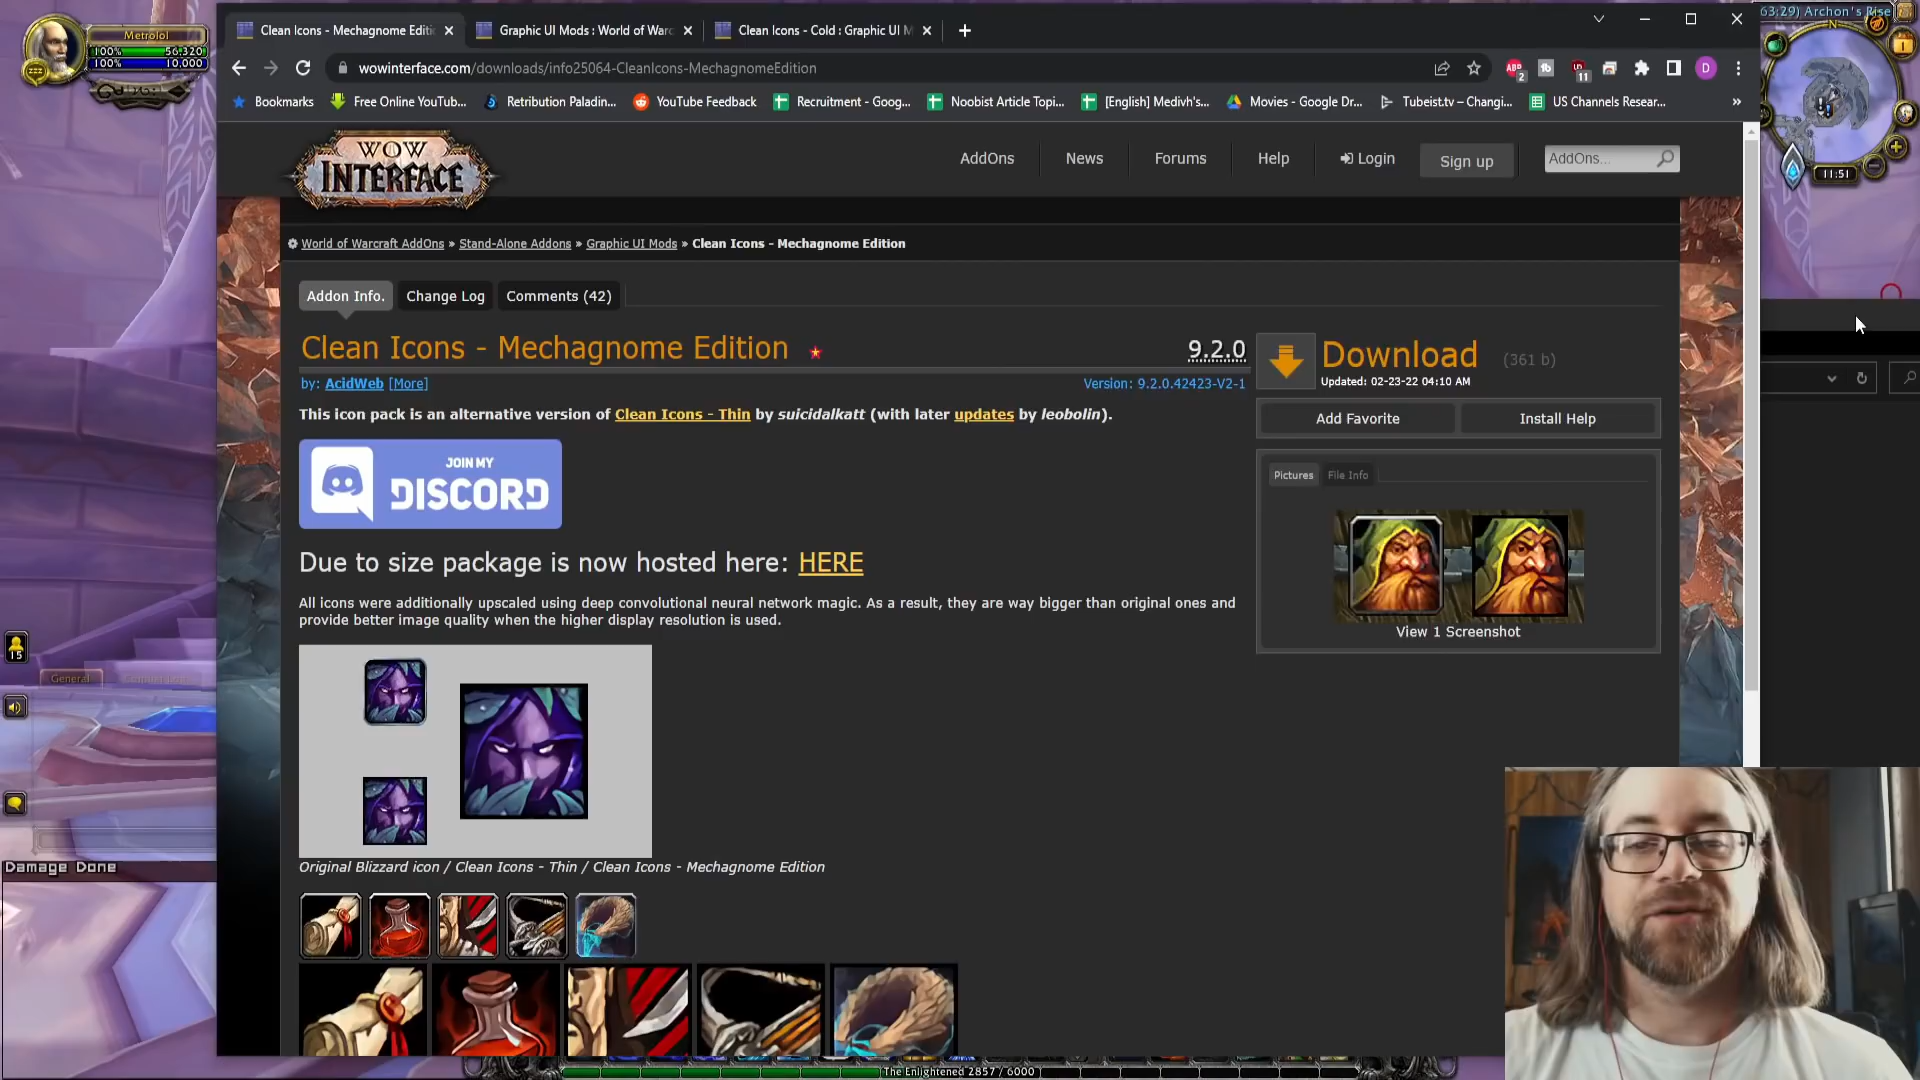 Clean Icons - Mechagnome Editi
Graphic UI Mods : World of Warc
Clean Icons - Cold : Graphic UI M
63:29) Archon's Rise
Metrolol
100% 56,320
100% 10,000
zzz
wowinterface.com/downloads/info25064-CleanIcons-MechagnomeEdition
ABP
2
11
D
Bookmarks
Free Online YouTub...
Retribution Paladin...
YouTube Feedback
Recruitment - Goog...
Noobist Article Topi...
[English] Medivh's...
Movies - Google Dr...
Tubeist.tv – Changi...
US Channels Resear...
»
N
11:51
WOW
INTERFACE
AddOns
News
Forums
Help
Login
Sign up
AddOns...
World of Warcraft AddOns » Stand-Alone Addons » Graphic UI Mods » Clean Icons - Mechagnome Edition
Addon Info.
Change Log
Comments (42)
Clean Icons - Mechagnome Edition
9.2.0
Download (361 b)
Updated: 02-23-22 04:10 AM
by: AcidWeb [More]
Version: 9.2.0.42423-V2-1
This icon pack is an alternative version of Clean Icons - Thin by suicidalkatt (with later updates by leobolin).
Add Favorite
Install Help
JOIN MY
DISCORD
Pictures
File Info
Due to size package is now hosted here: HERE
All icons were additionally upscaled using deep convolutional neural network magic. As a result, they are way bigger than original ones and
provide better image quality when the higher display resolution is used.
View 1 Screenshot
15
General
Damage Done
Original Blizzard icon / Clean Icons - Thin / Clean Icons - Mechagnome Edition
The Enlightened 2857 / 6000